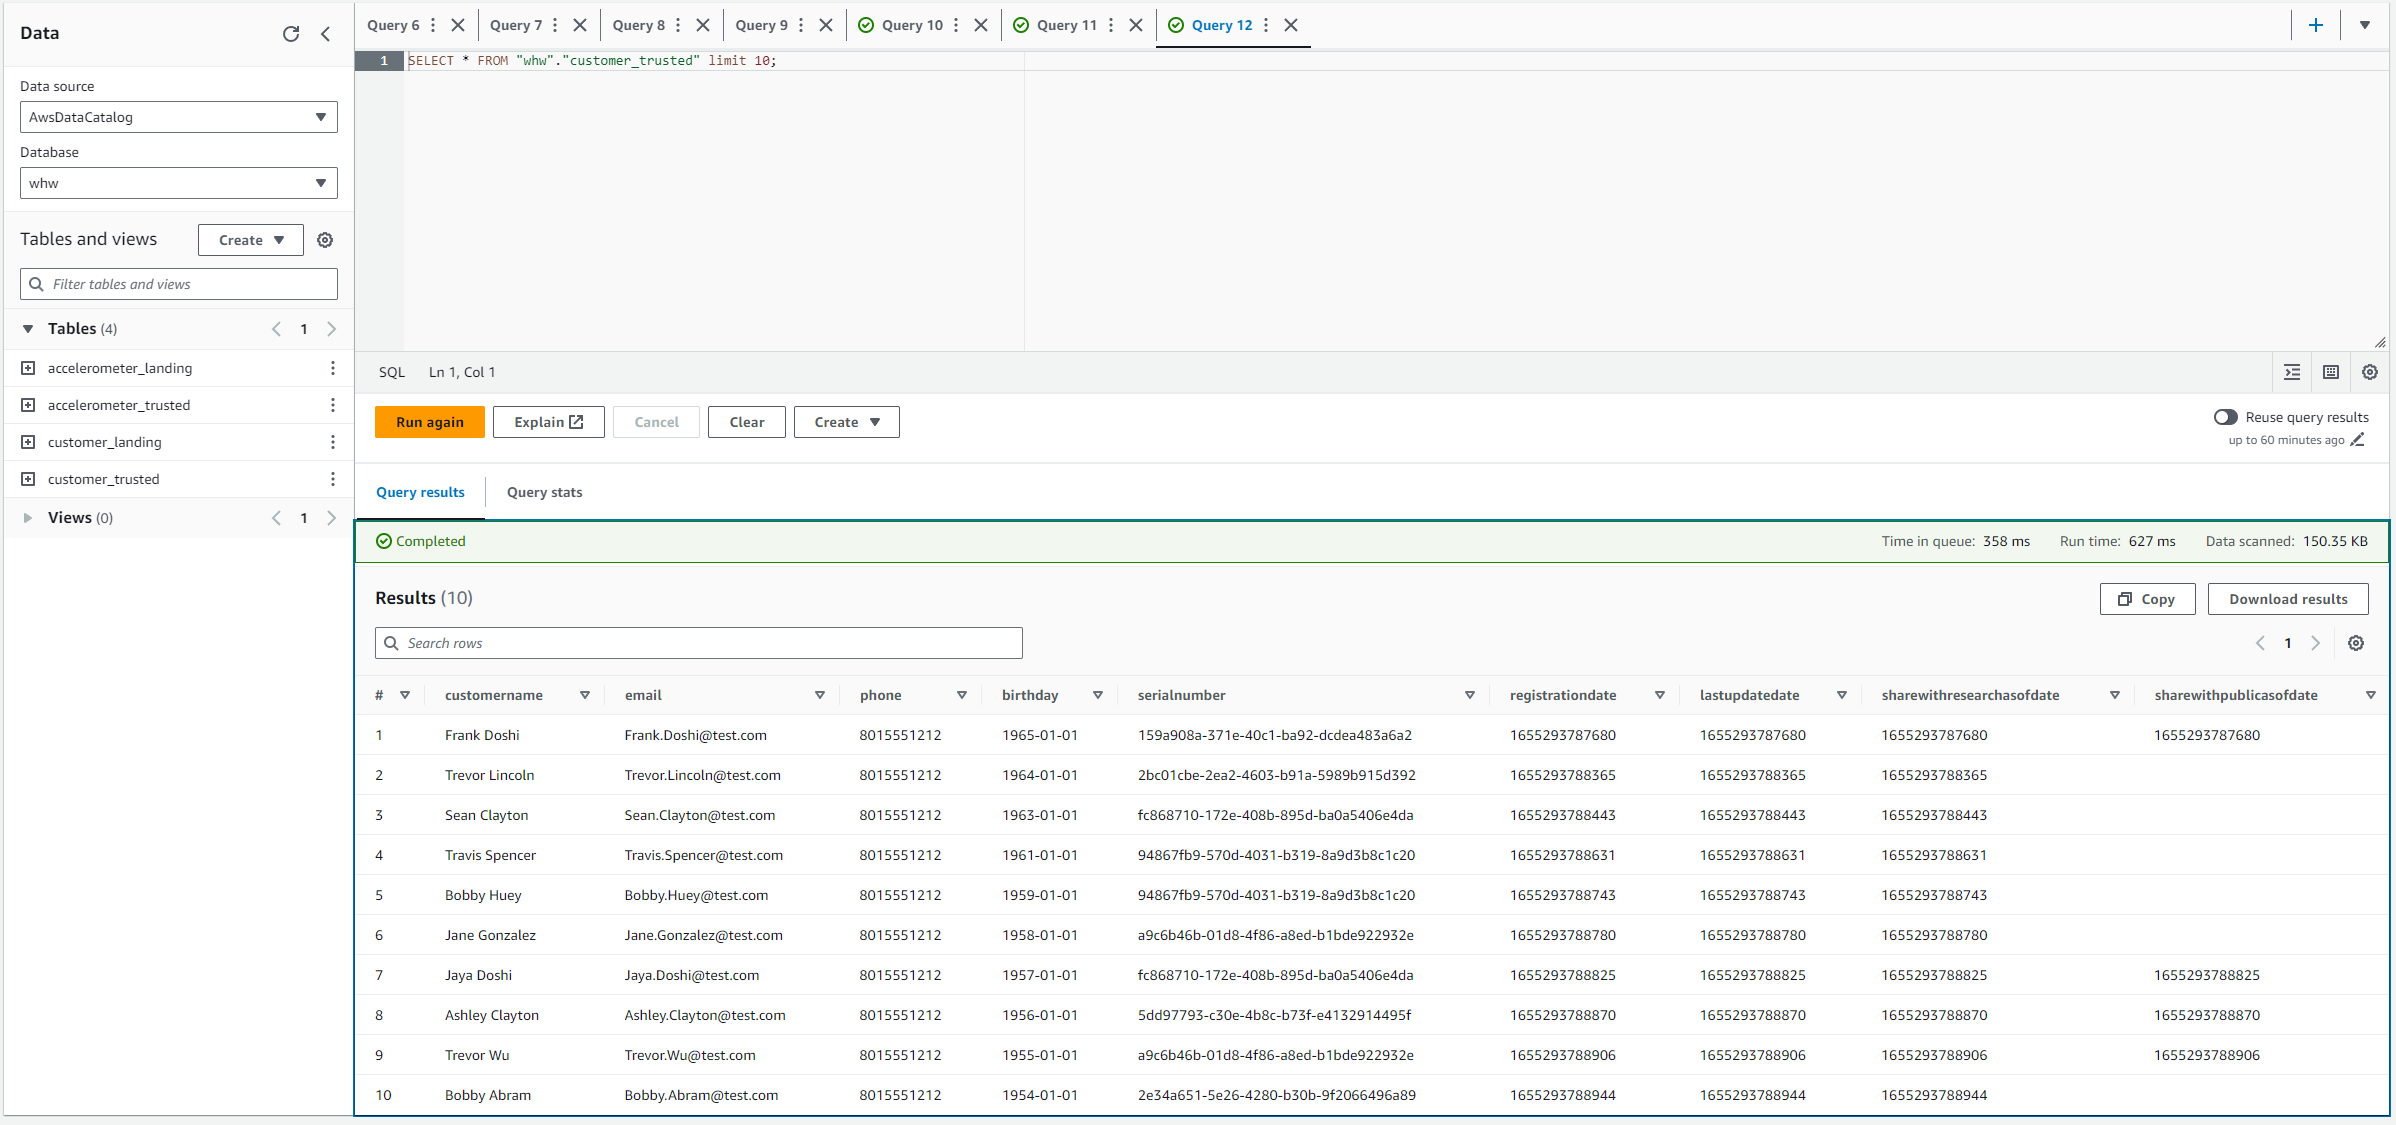 Data
Data source
AwsDataCatalog
Database
whw
Tables and views
Create
Filter tables and views
Tables (4)
1
accelerometer_landing
accelerometer_trusted
customer_landing
customer_trusted
Views (0)
1
Query 6
Query 7
Query 8
Query 9
Query 10
Query 11
Query 12
1 SELECT * FROM "whw"."customer_trusted" limit 10;
SQL Ln 1, Col 1
Run again
Explain
Cancel
Clear
Create
Reuse query results
up to 60 minutes ago
Query results
Query stats
Completed
Time in queue: 358 ms Run time: 627 ms Data scanned: 150.35 KB
Results (10)
Copy
Download results
Search rows
1
# customername email phone birthday serialnumber registrationdate lastupdatedate sharewithresearchasofdate sharewithpublicasofdate
1 Frank Doshi Frank.Doshi@test.com 8015551212 1965-01-01 159a908a-371e-40c1-ba92-dcdea483a6a2 1655293787680 1655293787680 1655293787680 1655293787680
2 Trevor Lincoln Trevor.Lincoln@test.com 8015551212 1964-01-01 2bc01cbe-2ea2-4603-b91a-5989b915d392 1655293788365 1655293788365 1655293788365
3 Sean Clayton Sean.Clayton@test.com 8015551212 1963-01-01 fc868710-172e-408b-895d-ba0a5406e4da 1655293788443 1655293788443 1655293788443
4 Travis Spencer Travis.Spencer@test.com 8015551212 1961-01-01 94867fb9-570d-4031-b319-8a9d3b8c1c20 1655293788631 1655293788631 1655293788631
5 Bobby Huey Bobby.Huey@test.com 8015551212 1959-01-01 94867fb9-570d-4031-b319-8a9d3b8c1c20 1655293788743 1655293788743 1655293788743
6 Jane Gonzalez Jane.Gonzalez@test.com 8015551212 1958-01-01 a9c6b46b-01d8-4f86-a8ed-b1bde922932e 1655293788780 1655293788780 1655293788780
7 Jaya Doshi Jaya.Doshi@test.com 8015551212 1957-01-01 fc868710-172e-408b-895d-ba0a5406e4da 1655293788825 1655293788825 1655293788825 1655293788825
8 Ashley Clayton Ashley.Clayton@test.com 8015551212 1956-01-01 5dd97793-c30e-4b8c-b73f-e4132914495f 1655293788870 1655293788870 1655293788870 1655293788870
9 Trevor Wu Trevor.Wu@test.com 8015551212 1955-01-01 a9c6b46b-01d8-4f86-a8ed-b1bde922932e 1655293788906 1655293788906 1655293788906 1655293788906
10 Bobby Abram Bobby.Abram@test.com 8015551212 1954-01-01 2e34a651-5e26-4280-b30b-9f2066496a89 1655293788944 1655293788944 1655293788944